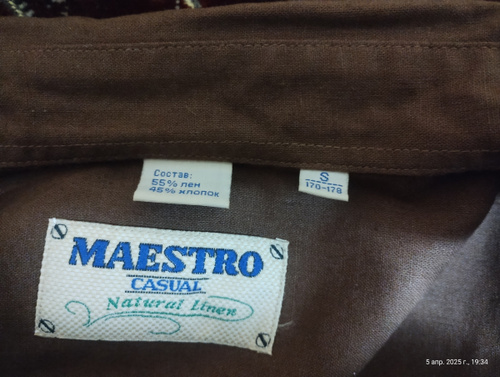 Состав:
55% лен
45% хлопок
S
170-178
MAESTRO
CASUAL
Natural Linen
5 апр. 2025 г., 19:34